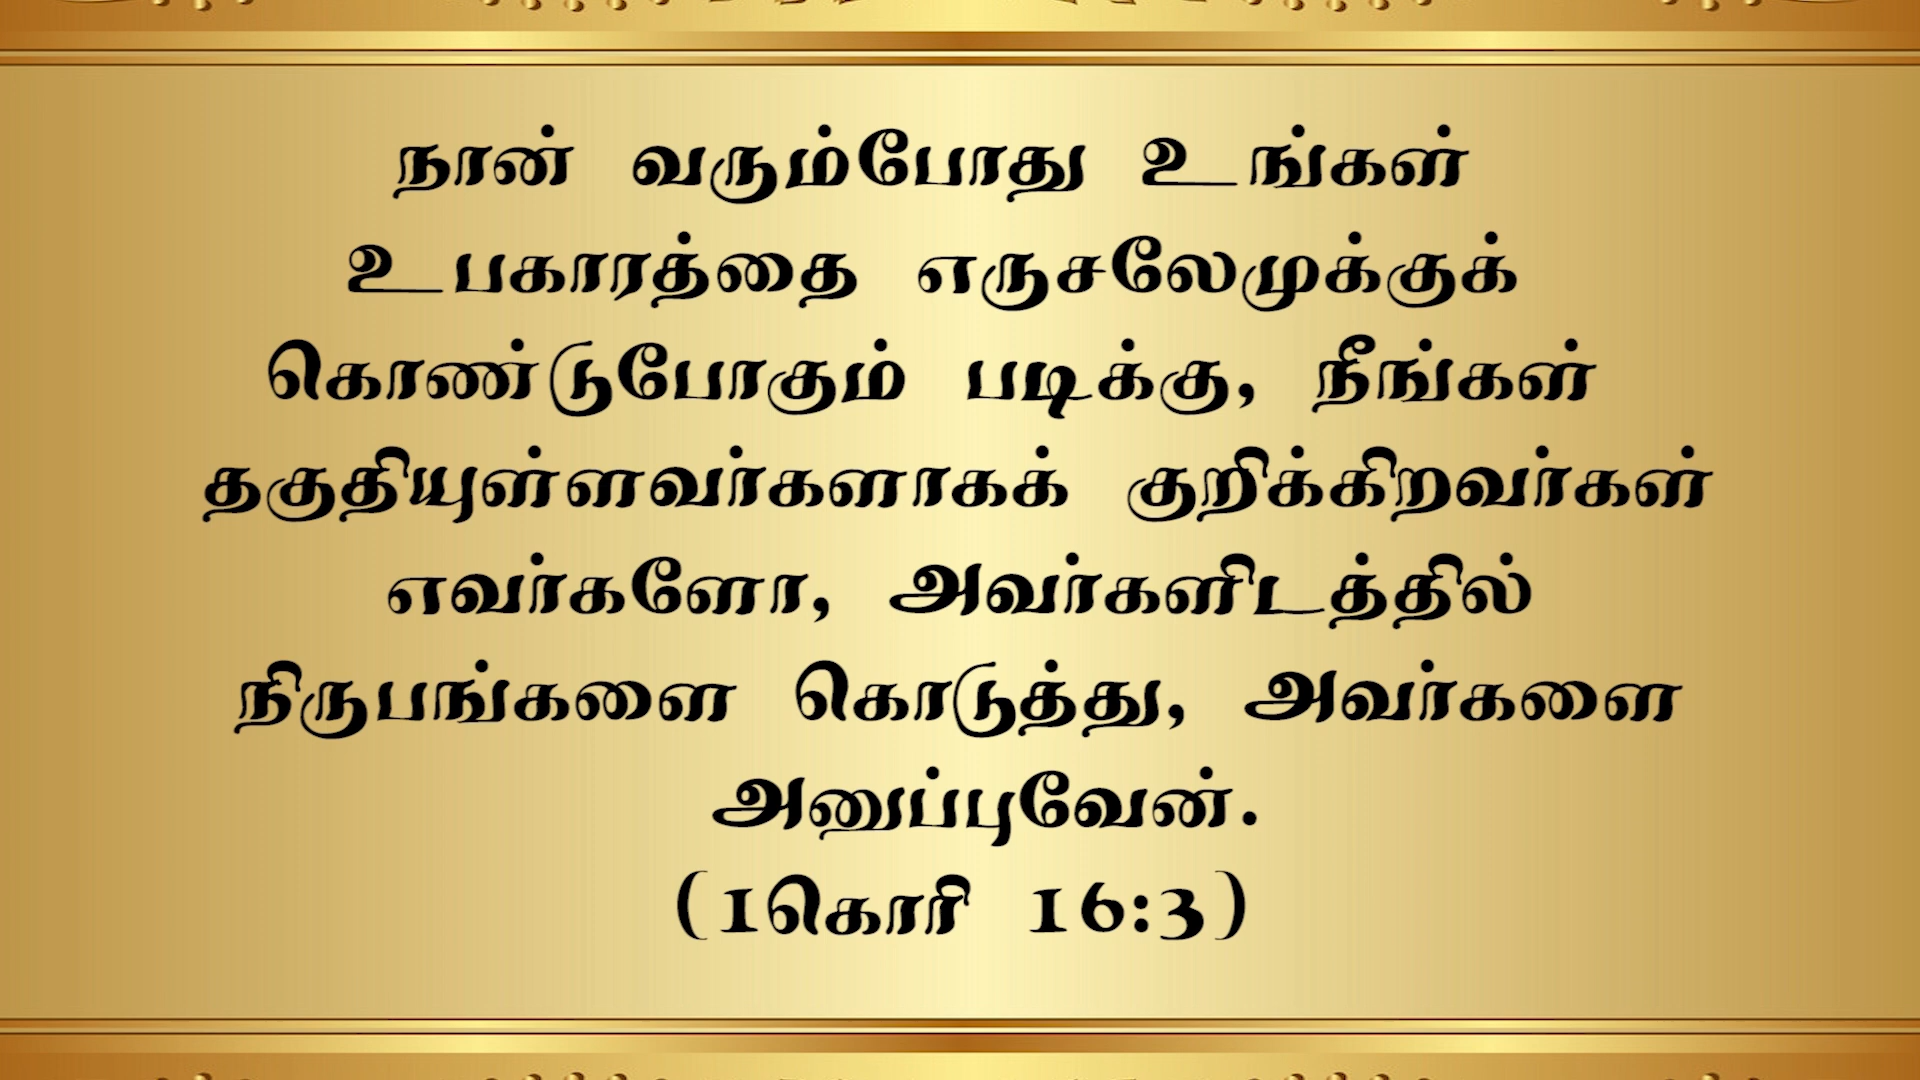 நான் வரும்போது உங்கள்
உபகாரத்தை எருசலேமுக்குக்
கொண்டுபோகும் படிக்கு, நீங்கள்
தகுதியுள்ளவர்களாகக் குறிக்கிறவர்கள்
எவர்களோ, அவர்களிடத்தில்
நிருபங்களை கொடுத்து, அவர்களை
அனுப்புவேன்.
(1கொரி 16:3)